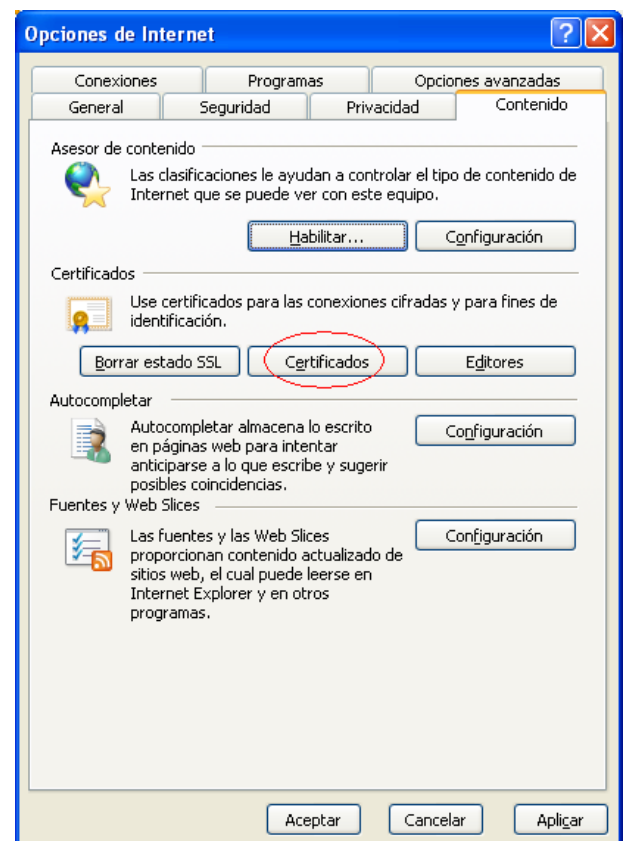 Opciones de Internet
Conexiones Programas Opciones avanzadas
General Seguridad Privacidad Contenido
Asesor de contenido
Las clasificaciones le ayudan a controlar el tipo de contenido de
Internet que se puede ver con este equipo.
Habilitar... Configuración
Certificados
Use certificados para las conexiones cifradas y para fines de
identificación.
Borrar estado SSL Certificados Editores
Autocompletar
Autocompletar almacena lo escrito
en páginas web para intentar
anticiparse a lo que escribe y sugerir
posibles coincidencias.
Configuración
Fuentes y Web Slices
Las fuentes y las Web Slices
proporcionan contenido actualizado de
sitios web, el cual puede leerse en
Internet Explorer y en otros
programas.
Configuración
Aceptar Cancelar Aplicar